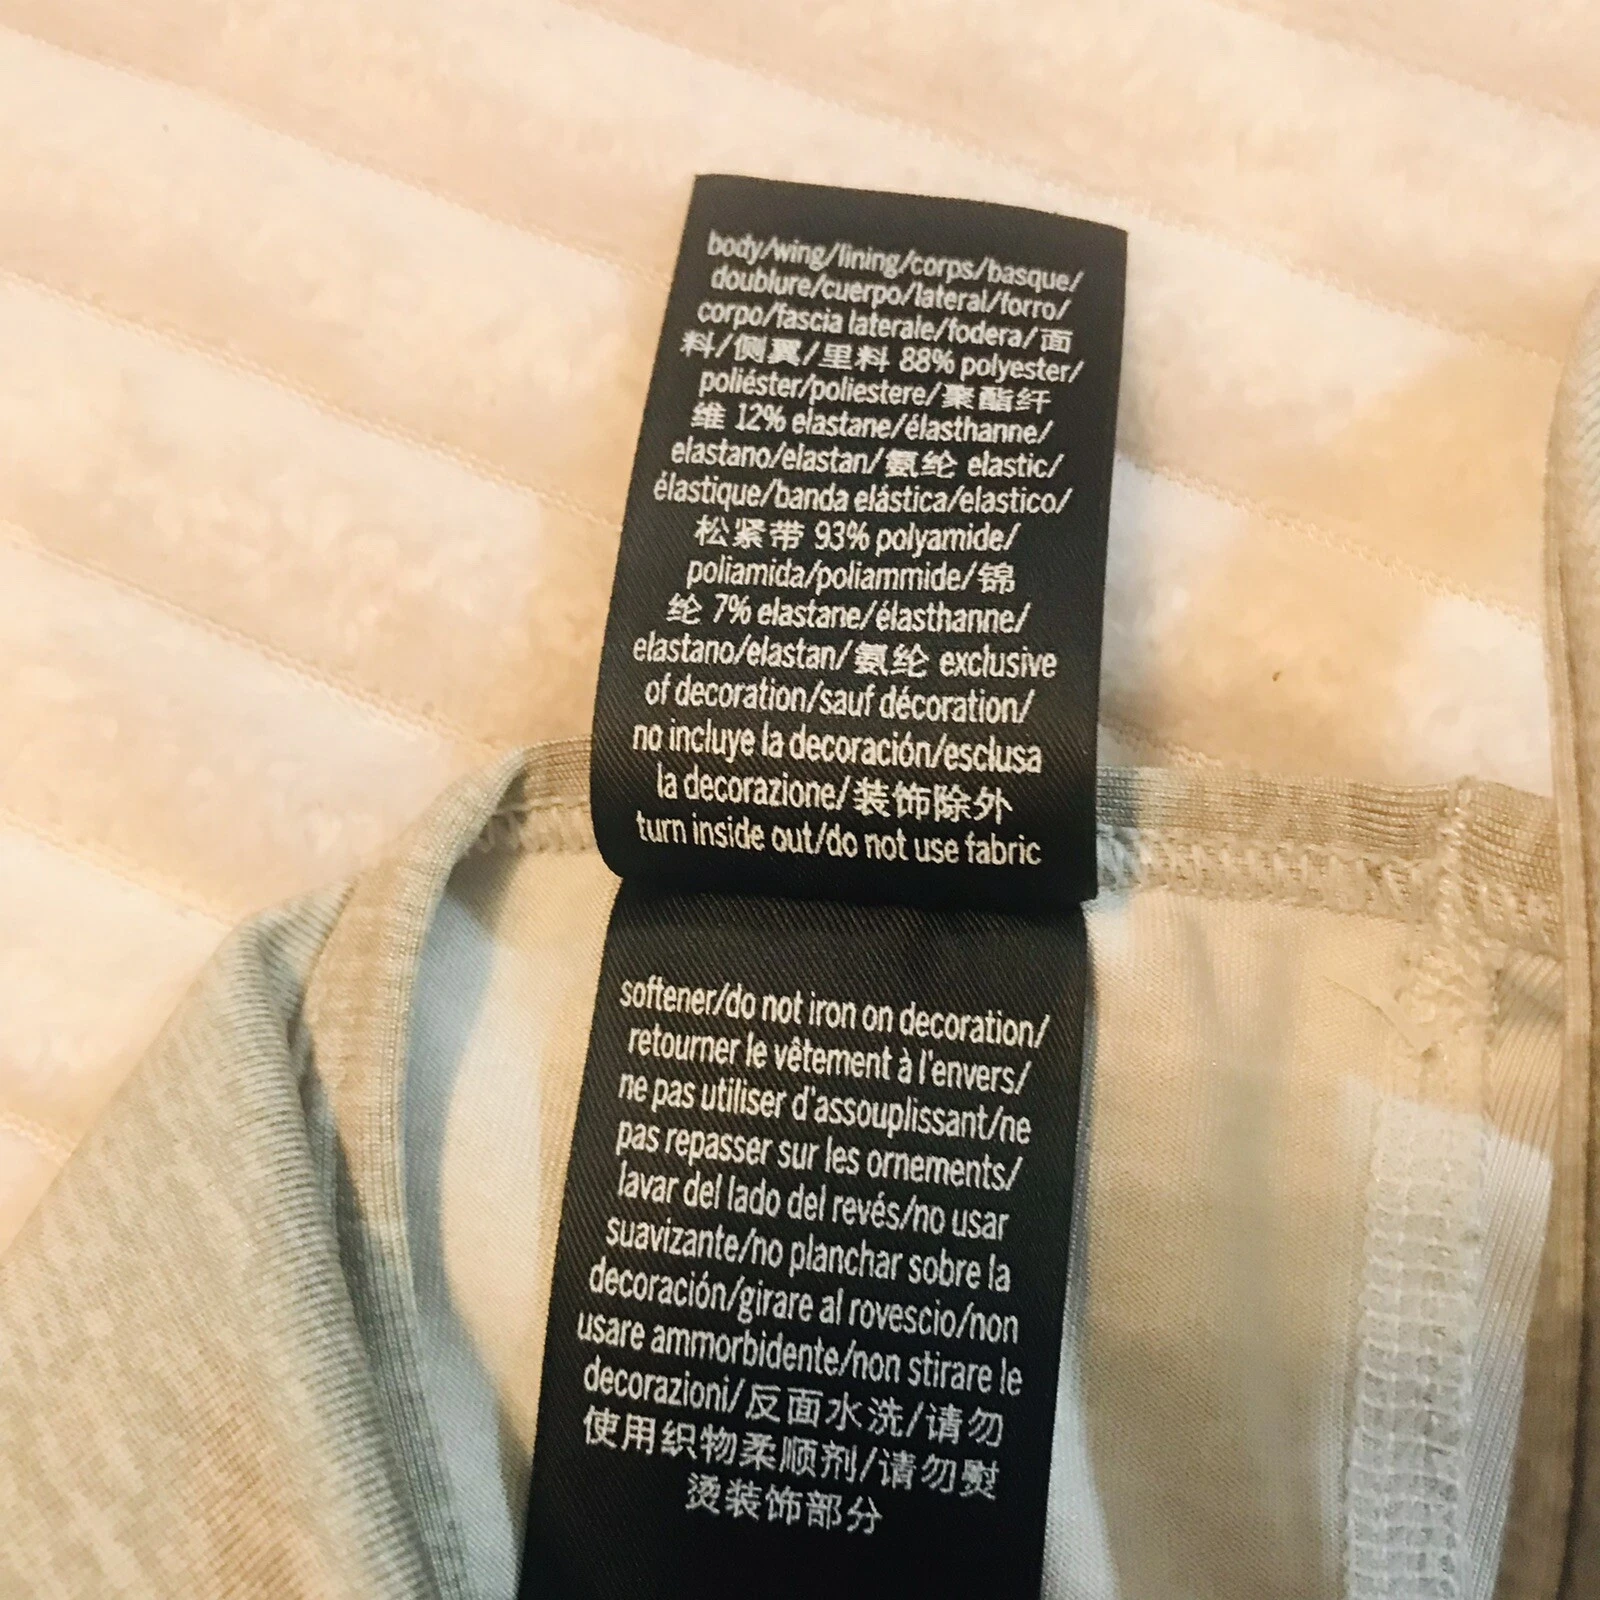 body/wing/lining/corps/basque/
doublure/cuerpo/lateral/forro/
corpo/fascia laterale/fodera/面
料/侧翼/里料 88% polyester/
poliéster/poliestere/聚酯纤
维 12% elastane/élasthanne/
elastano/elastan/氨纶 elastic/
élastique/banda elástica/elastico/
松紧带 93% polyamide/
poliamida/poliammide/锦
纶 7% elastane/élasthanne/
elastano/elastan/氨纶 exclusive
of decoration/sauf décoration/
no incluye la decoración/esclusa
la decorazione/装饰除外
turn inside out/do not use fabric
softener/do not iron on decoration/
retourner le vêtement à l'envers/
ne pas utiliser d'assouplissant/ne
pas repasser sur les ornements/
lavar del lado del revés/no usar
suavizante/no planchar sobre la
decoración/girare al rovescio/non
usare ammorbidente/non stirare le
decorazioni/反面水洗/请勿
使用织物柔顺剂/请勿熨
烫装饰部分